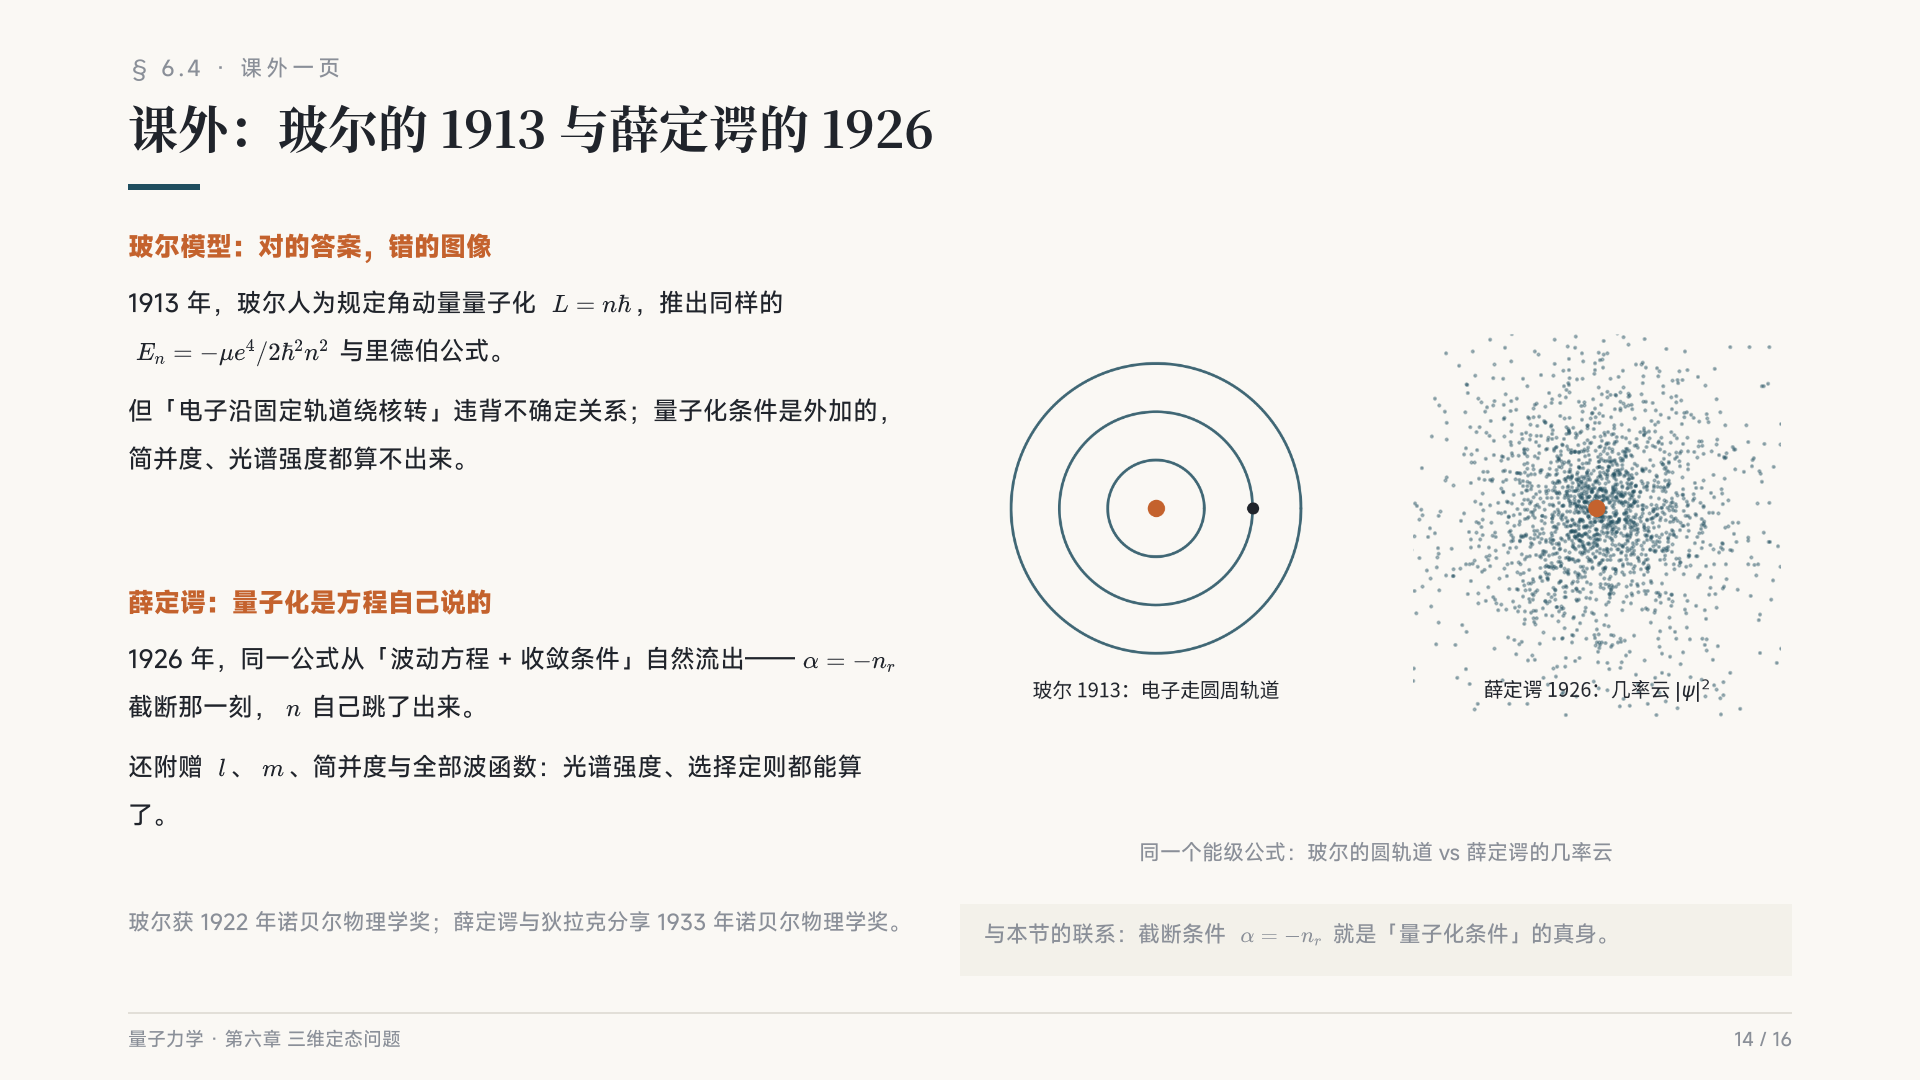 § 6.4 · 课外一页
课外：玻尔的 1913 与薛定谔的 1926
玻尔模型：对的答案，错的图像
1913 年，玻尔人为规定角动量量子化 L = nħ，推出同样的
Eₙ = −μe⁴/2ħ²n² 与里德伯公式。
但「电子沿固定轨道绕核转」违背不确定关系；量子化条件是外加的，
简并度、光谱强度都算不出来。
薛定谔：量子化是方程自己说的
1926 年，同一公式从「波动方程 + 收敛条件」自然流出—— α = −nᵣ
截断那一刻， n 自己跳了出来。
还附赠 l 、 m 、简并度与全部波函数：光谱强度、选择定则都能算
了。
玻尔获 1922 年诺贝尔物理学奖；薛定谔与狄拉克分享 1933 年诺贝尔物理学奖。
玻尔 1913：电子走圆周轨道
薛定谔 1926：几率云 |ψ|²
同一个能级公式：玻尔的圆轨道 vs 薛定谔的几率云
与本节的联系：截断条件 α = −nᵣ 就是「量子化条件」的真身。
量子力学 · 第六章 三维定态问题
14 / 16